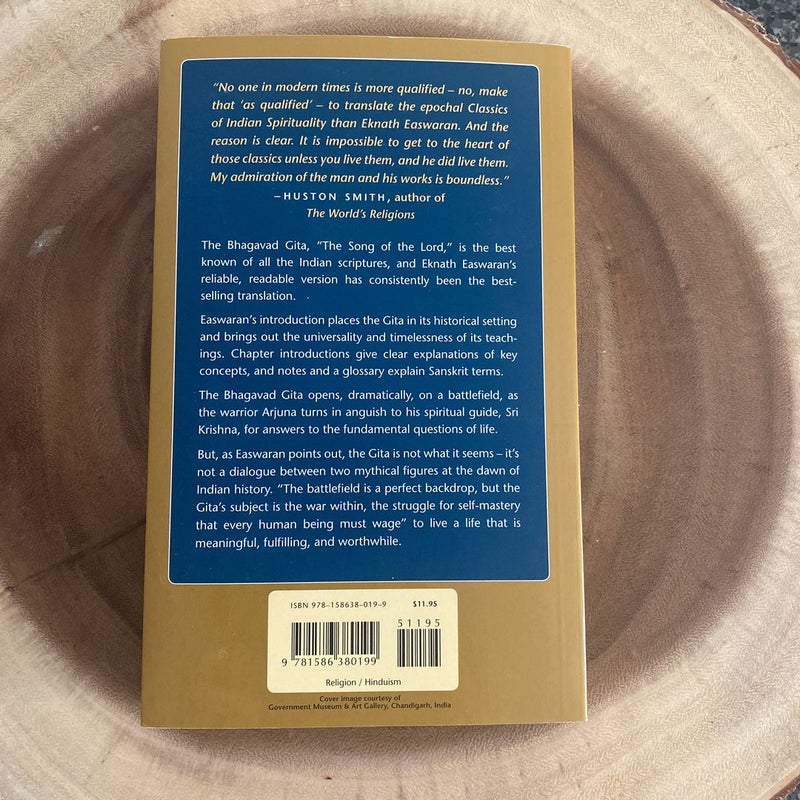 “No one in modern times is more qualified – no, make
that ‘as qualified’ – to translate the epochal Classics
of Indian Spirituality than Eknath Easwaran. And the
reason is clear. It is impossible to get to the heart of
those classics unless you live them, and he did live them.
My admiration of the man and his works is boundless.”
–HUSTON SMITH, author of
The World’s Religions
The Bhagavad Gita, “The Song of the Lord,” is the best
known of all the Indian scriptures, and Eknath Easwaran’s
reliable, readable version has consistently been the best-
selling translation.
Easwaran’s introduction places the Gita in its historical setting
and brings out the universality and timelessness of its teach-
ings. Chapter introductions give clear explanations of key
concepts, and notes and a glossary explain Sanskrit terms.
The Bhagavad Gita opens, dramatically, on a battlefield, as
the warrior Arjuna turns in anguish to his spiritual guide, Sri
Krishna, for answers to the fundamental questions of life.
But, as Easwaran points out, the Gita is not what it seems – it’s
not a dialogue between two mythical figures at the dawn of
Indian history. “The battlefield is a perfect backdrop, but the
Gita’s subject is the war within, the struggle for self-mastery
that every human being must wage” to live a life that is
meaningful, fulfilling, and worthwhile.
ISBN 978-158638-019-9 $11.95
51195
9 781586 380199
Religion / Hinduism
Cover image courtesy of
Government Museum & Art Gallery, Chandigarh, India